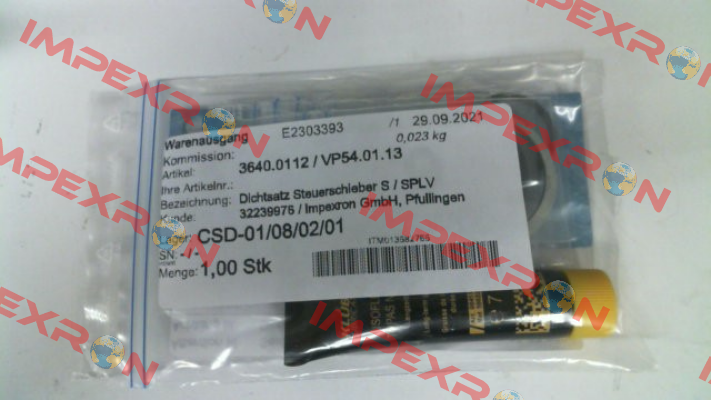 IMPEXRON
IMPEXRON
Warenausgang E2303393 /1 29.09.2021
Kommission: 0,023 kg
Artikel: 3640.0112 / VP54.01.13
Ihre Artikelnr.:
Bezeichnung: Dichtsatz Steuerschieber S / SPLV
Kunde: 32239976 / Impexron GmbH, Pfullingen
Lager: CSD-01/08/02/01
SN: -/-
Menge: 1,00 Stk
IMPEXRON
IMPEXRON
IMPEXRON